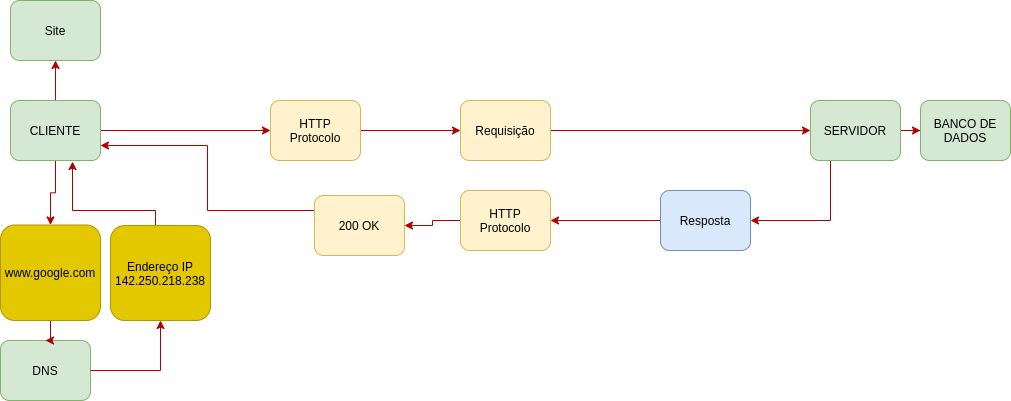 Site
CLIENTE
HTTP
Protocolo
Requisição
SERVIDOR
BANCO DE
DADOS
200 OK
HTTP
Protocolo
Resposta
www.google.com
Endereço IP
142.250.218.238
DNS